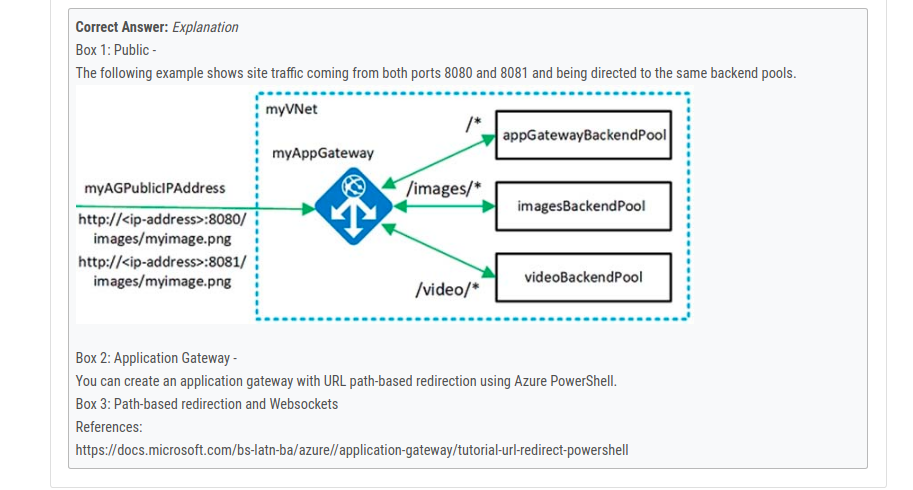 Correct Answer: Explanation
Box 1: Public -
The following example shows site traffic coming from both ports 8080 and 8081 and being directed to the same backend pools.
myVNet
/*
appGatewayBackendPool
myAppGateway
myAGPublicIPAddress
/images/*
imagesBackendPool
http://<ip-address>:8080/
images/myimage.png
http://<ip-address>:8081/
images/myimage.png
videoBackendPool
/video/*
Box 2: Application Gateway -
You can create an application gateway with URL path-based redirection using Azure PowerShell.
Box 3: Path-based redirection and Websockets
References:
https://docs.microsoft.com/bs-latn-ba/azure//application-gateway/tutorial-url-redirect-powershell